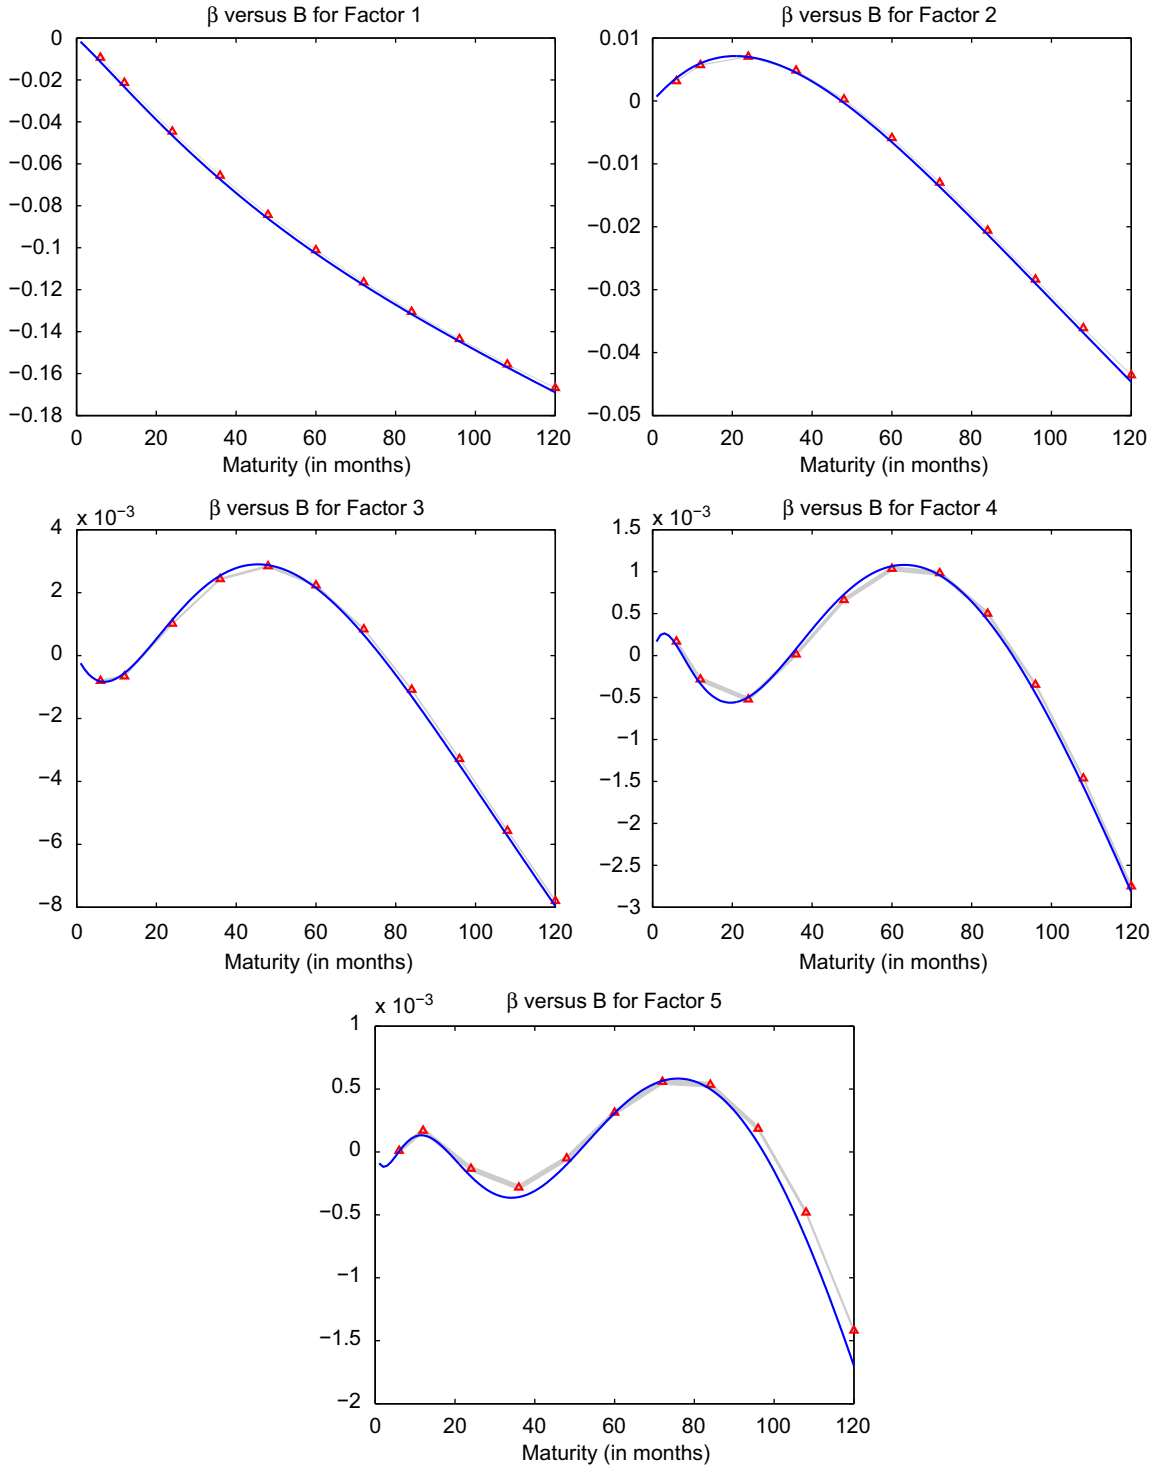 β versus B for Factor 1
0
−0.02
−0.04
−0.06
−0.08
−0.1
−0.12
−0.14
−0.16
−0.18
0 20 40 60 80 100 120
Maturity (in months)
β versus B for Factor 2
0.01
0
−0.01
−0.02
−0.03
−0.04
−0.05
0 20 40 60 80 100 120
Maturity (in months)
β versus B for Factor 3
x 10−3
4
2
0
−2
−4
−6
−8
0 20 40 60 80 100 120
Maturity (in months)
β versus B for Factor 4
x 10−3
1.5
1
0.5
0
−0.5
−1
−1.5
−2
−2.5
−3
0 20 40 60 80 100 120
Maturity (in months)
β versus B for Factor 5
x 10−3
1
0.5
0
−0.5
−1
−1.5
−2
0 20 40 60 80 100 120
Maturity (in months)